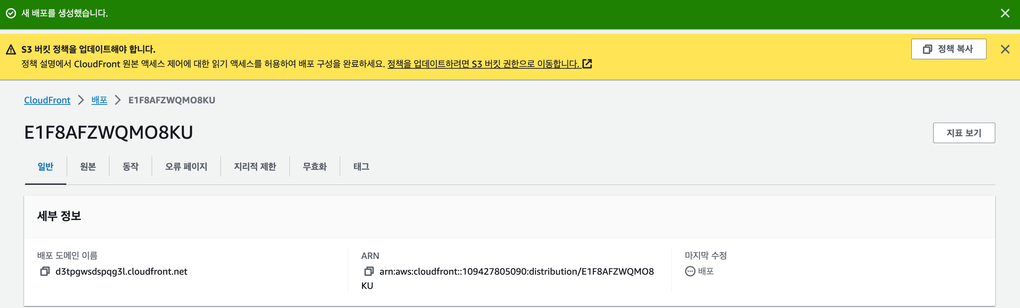 새 배포를 생성했습니다.
S3 버킷 정책을 업데이트해야 합니다.
정책 복사
정책 설명에서 CloudFront 원본 액세스 제어에 대한 읽기 액세스를 허용하여 배포 구성을 완료하세요. 정책을 업데이트하려면 S3 버킷 권한으로 이동합니다.
CloudFront > 배포 > E1F8AFZWQMO8KU
E1F8AFZWQMO8KU
지표 보기
일반 원본 동작 오류 페이지 지리적 제한 무효화 태그
세부 정보
배포 도메인 이름
d3tpgwsdspqg3l.cloudfront.net
ARN
arn:aws:cloudfront::109427805090:distribution/E1F8AFZWQMO8
KU
마지막 수정
배포